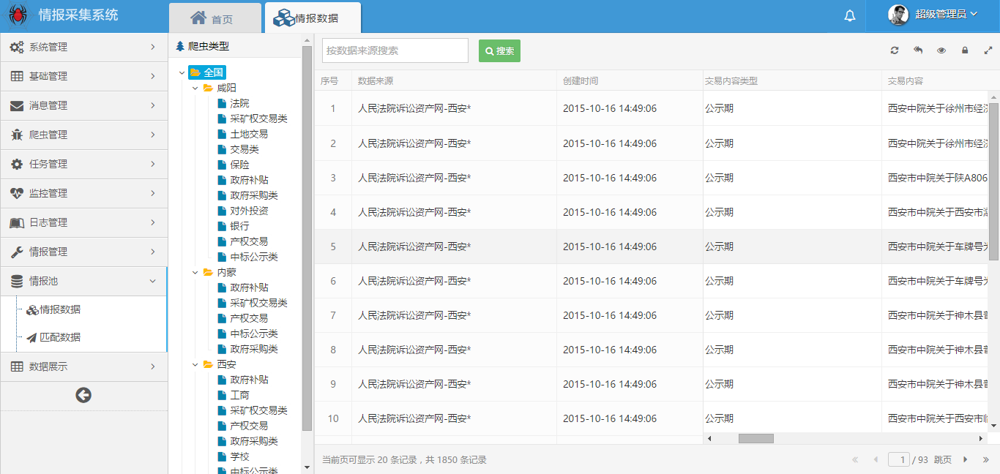 情报采集系统
首页
情报数据
超级管理员
系统管理
基础管理
消息管理
爬虫管理
任务管理
监控管理
日志管理
情报管理
情报池
情报数据
匹配数据
数据展示
爬虫类型
全国
咸阳
法院
采矿权交易类
土地交易
交易类
保险
政府补贴
政府采购类
对外投资
银行
产权交易
中标公示类
内蒙
政府补贴
采矿权交易类
产权交易
中标公示类
政府采购类
西安
政府补贴
工商
采矿权交易类
产权交易
政府采购类
学校
中标公示类
按数据来源搜索 搜索
序号 数据来源 创建时间 交易内容类型 交易内容
1 人民法院诉讼资产网-西安* 2015-10-16 14:49:06 公示期 西安中院关于徐州市经
2 人民法院诉讼资产网-西安* 2015-10-16 14:49:06 公示期 西安中院关于徐州市经
3 人民法院诉讼资产网-西安* 2015-10-16 14:49:06 公示期 西安市中院关于陕A806
4 人民法院诉讼资产网-西安* 2015-10-16 14:49:06 公示期 西安市中院关于西安市
5 人民法院诉讼资产网-西安* 2015-10-16 14:49:06 公示期 西安市中院关于车牌号
6 人民法院诉讼资产网-西安* 2015-10-16 14:49:06 公示期 西安市中院关于车牌号
7 人民法院诉讼资产网-西安* 2015-10-16 14:49:06 公示期 西安市中院关于神木县
8 人民法院诉讼资产网-西安* 2015-10-16 14:49:06 公示期 西安市中院关于神木县
9 人民法院诉讼资产网-西安* 2015-10-16 14:49:06 公示期 西安市中院关于神木县
10 人民法院诉讼资产网-西安* 2015-10-16 14:49:06 公示期 西安市中院关于西安市
当前页可显示 20 条记录，共 1850 条记录
1 / 93 跳页